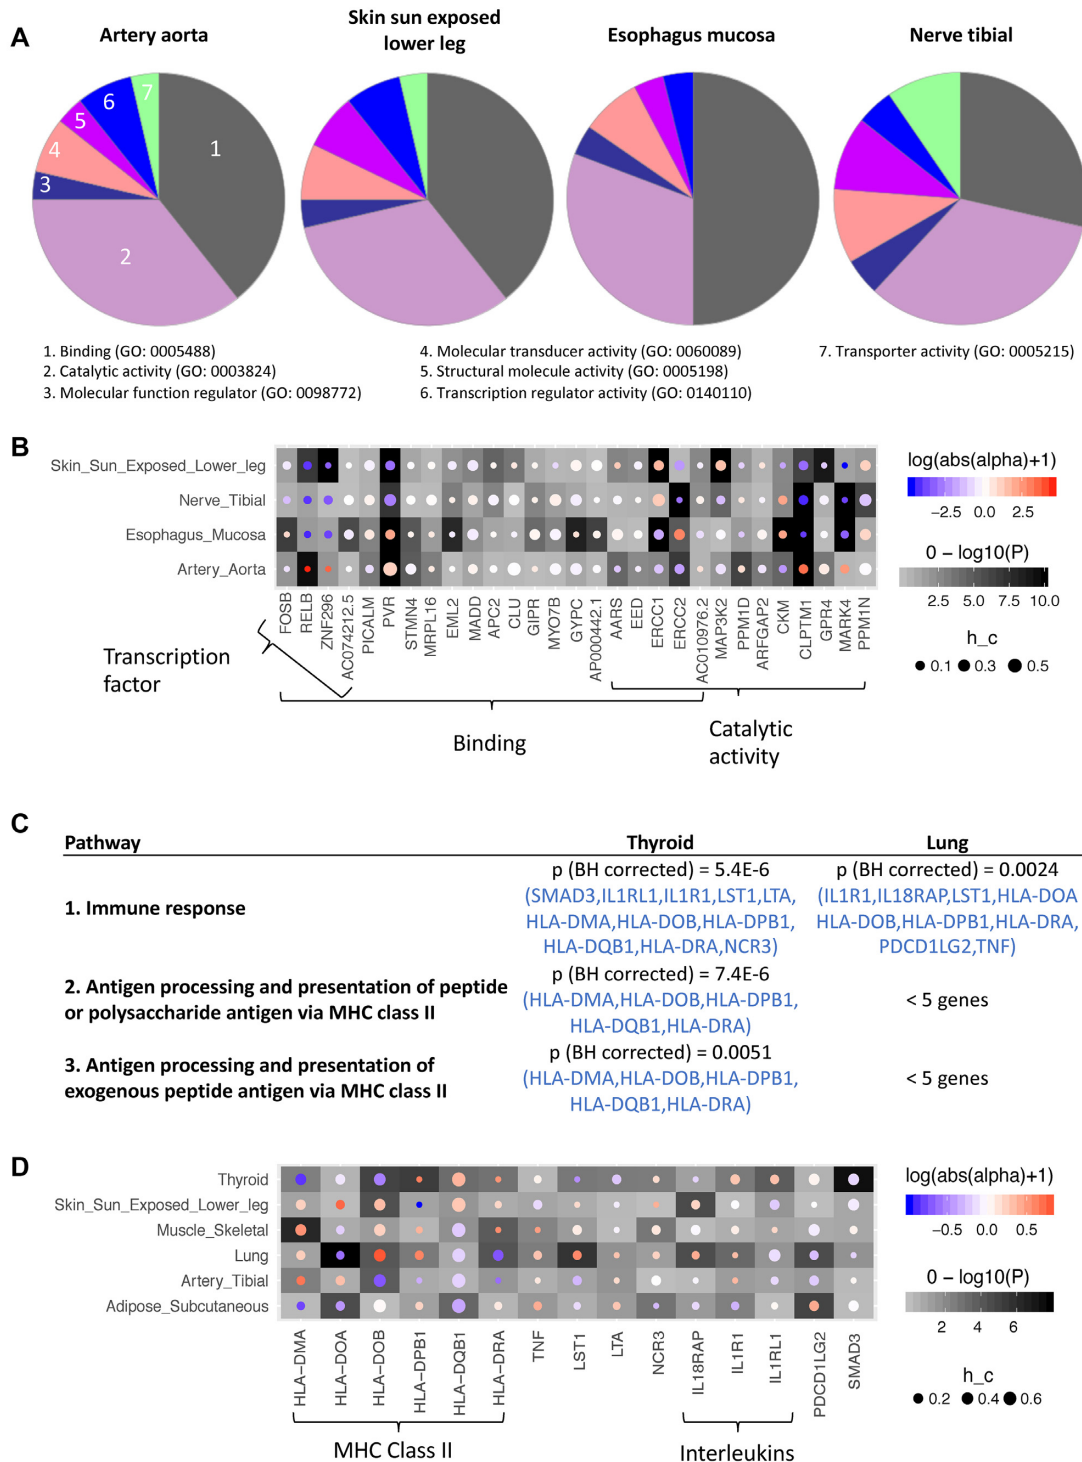 A
Artery aorta
Skin sun exposed
lower leg
Esophagus mucosa
Nerve tibial
1
2
3
4
5
6
7
1. Binding (GO: 0005488)
2. Catalytic activity (GO: 0003824)
3. Molecular function regulator (GO: 0098772)
4. Molecular transducer activity (GO: 0060089)
5. Structural molecule activity (GO: 0005198)
6. Transcription regulator activity (GO: 0140110)
7. Transporter activity (GO: 0005215)
B
Skin_Sun_Exposed_Lower_leg
Nerve_Tibial
Esophagus_Mucosa
Artery_Aorta
FOSB
RELB
ZNF296
AC074212.5
PICALM
PVR
STMN4
MRPL16
EML2
MADD
APC2
CLU
GIPR
MYO7B
GYPC
AP000442.1
AARS
EED
ERCC1
ERCC2
AC010976.2
MAP3K2
PPM1D
ARFGAP2
CKM
CLPTM1
GPR4
MARK4
PPM1N
Transcription
factor
Binding
Catalytic
activity
log(abs(alpha)+1)
−2.5 0.0 2.5
0 − log10(P)
2.5 5.0 7.5 10.0
h_c
0.1 0.3 0.5
C
Pathway Thyroid Lung
1. Immune response
p (BH corrected) = 5.4E-6
(SMAD3,IL1RL1,IL1R1,LST1,LTA,
HLA-DMA,HLA-DOB,HLA-DPB1,
HLA-DQB1,HLA-DRA,NCR3)
p (BH corrected) = 0.0024
(IL1R1,IL18RAP,LST1,HLA-DOA
HLA-DOB,HLA-DPB1,HLA-DRA,
PDCD1LG2,TNF)
2. Antigen processing and presentation of peptide
or polysaccharide antigen via MHC class II
p (BH corrected) = 7.4E-6
(HLA-DMA,HLA-DOB,HLA-DPB1,
HLA-DQB1,HLA-DRA)
< 5 genes
3. Antigen processing and presentation of
exogenous peptide antigen via MHC class II
p (BH corrected) = 0.0051
(HLA-DMA,HLA-DOB,HLA-DPB1,
HLA-DQB1,HLA-DRA)
< 5 genes
D
Thyroid
Skin_Sun_Exposed_Lower_leg
Muscle_Skeletal
Lung
Artery_Tibial
Adipose_Subcutaneous
HLA−DMA
HLA−DOA
HLA−DOB
HLA−DPB1
HLA−DQB1
HLA−DRA
TNF
LST1
LTA
NCR3
IL18RAP
IL1R1
IL1RL1
PDCD1LG2
SMAD3
MHC Class II
Interleukins
log(abs(alpha)+1)
−0.5 0.0 0.5
0 − log10(P)
2 4 6
h_c
0.2 0.4 0.6